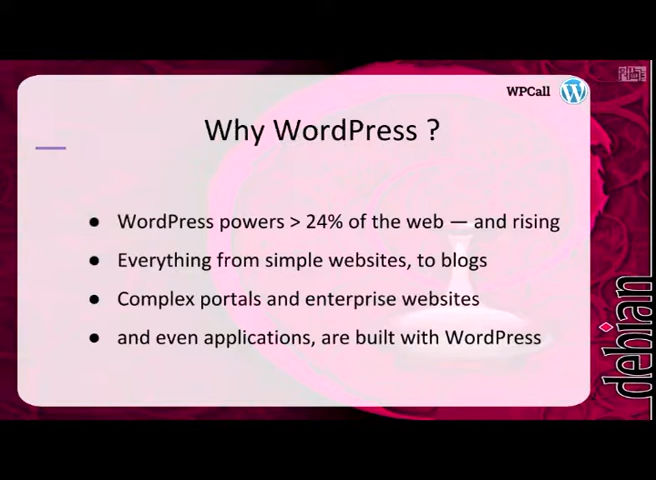 WPCall
Why WordPress ?
● WordPress powers > 24% of the web — and rising
● Everything from simple websites, to blogs
● Complex portals and enterprise websites
● and even applications, are built with WordPress
debian